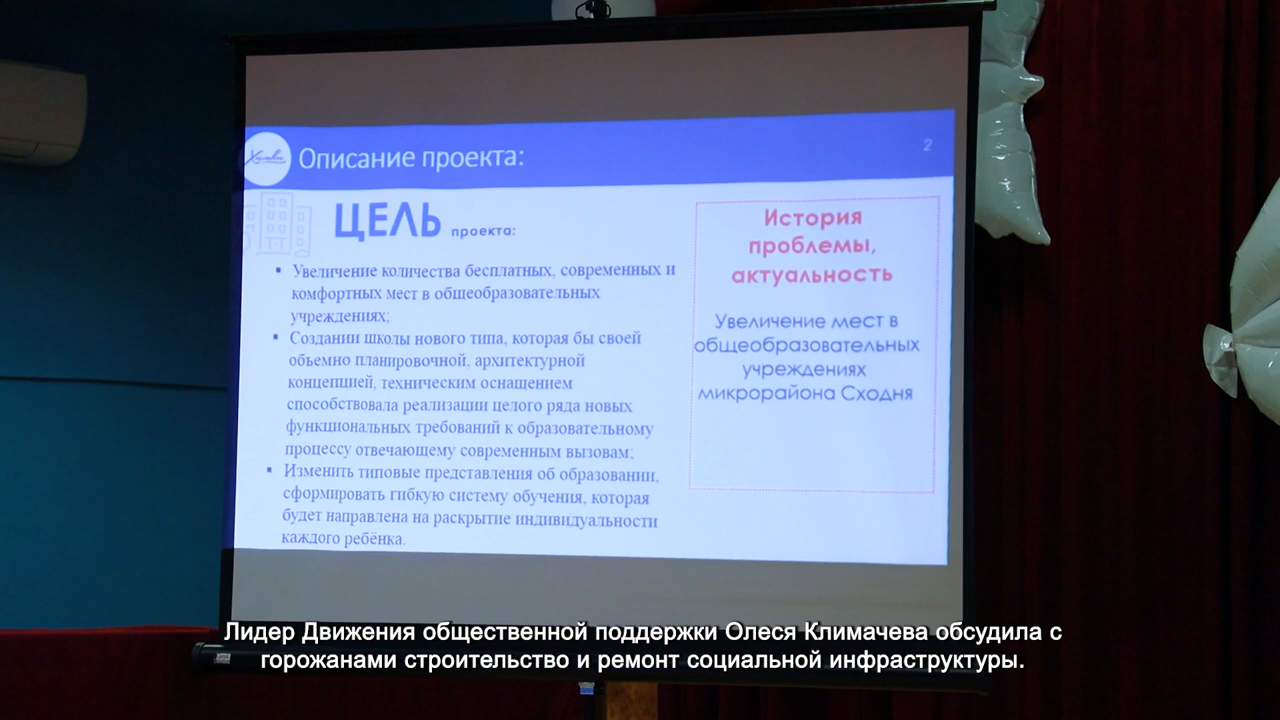 Химки
Описание проекта:
2
ЦЕЛЬ проекта:
Увеличение количества бесплатных, современных и
комфортных мест в общеобразовательных
учреждениях;
Создании школы нового типа, которая бы своей
объемно планировочной, архитектурной
концепцией, техническим оснащением
способствовала реализации целого ряда новых
функциональных требований к образовательному
процессу отвечающему современным вызовам;
Изменить типовые представления об образовании,
сформировать гибкую систему обучения, которая
будет направлена на раскрытие индивидуальности
каждого ребёнка.
История
проблемы,
актуальность
Увеличение мест в
общеобразовательных
учреждениях
микрорайона Сходня
Лидер Движения общественной поддержки Олеся Климачева обсудила с
горожанами строительство и ремонт социальной инфраструктуры.